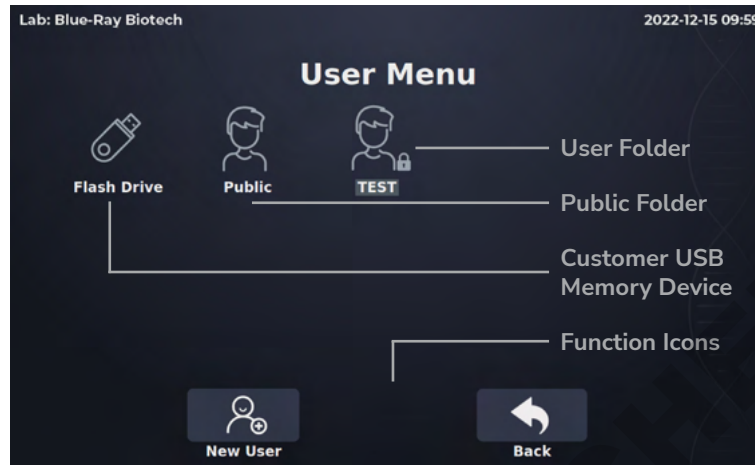 Lab: Blue-Ray Biotech
2022-12-15 09:59
User Menu
Flash Drive
Public
TEST
User Folder
Public Folder
Customer USB
Memory Device
Function Icons
New User
Back